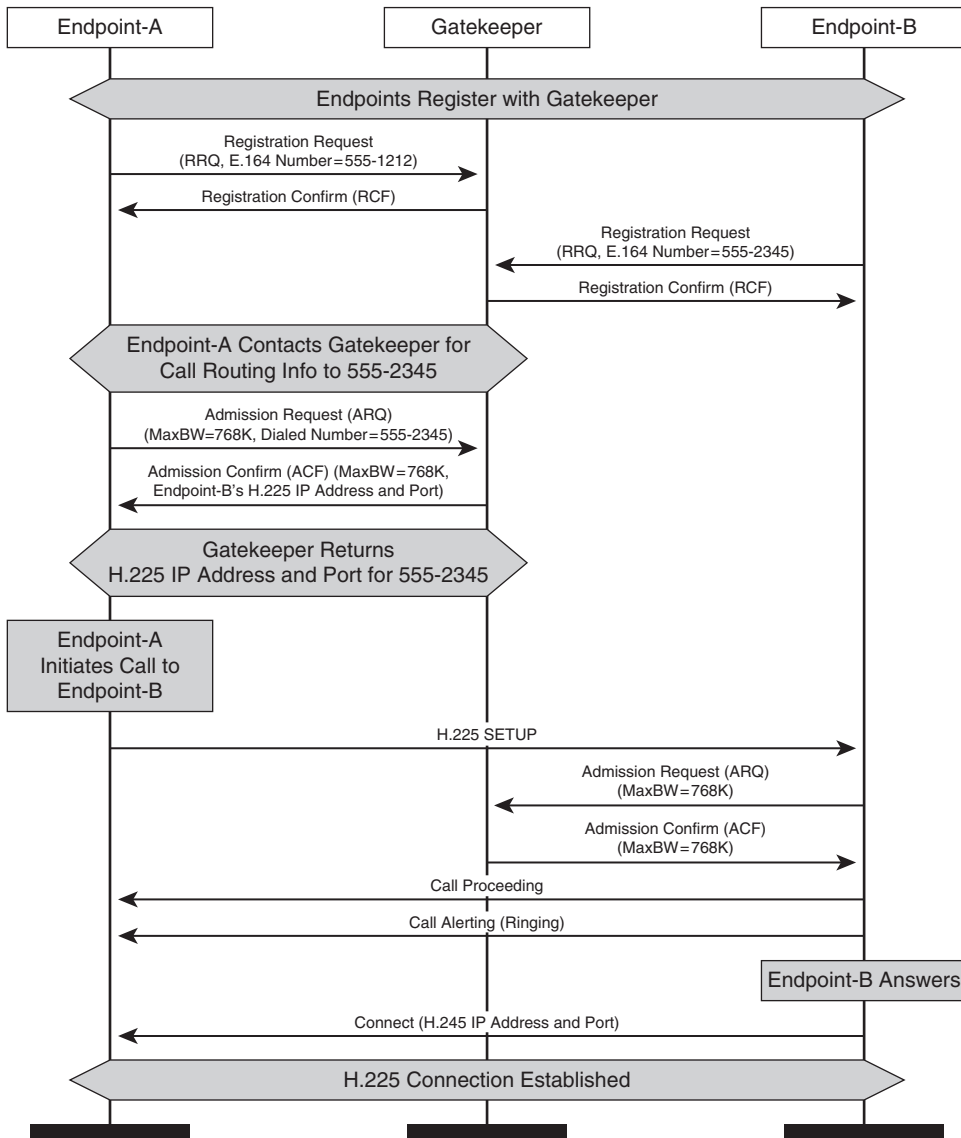 Endpoint-A
Gatekeeper
Endpoint-B
Endpoints Register with Gatekeeper
Registration Request
(RRQ, E.164 Number=555-1212)
Registration Confirm (RCF)
Registration Request
(RRQ, E.164 Number=555-2345)
Registration Confirm (RCF)
Endpoint-A Contacts Gatekeeper for
Call Routing Info to 555-2345
Admission Request (ARQ)
(MaxBW=768K, Dialed Number=555-2345)
Admission Confirm (ACF) (MaxBW=768K,
Endpoint-B's H.225 IP Address and Port)
Gatekeeper Returns
H.225 IP Address and Port for 555-2345
Endpoint-A
Initiates Call to
Endpoint-B
H.225 SETUP
Admission Request (ARQ)
(MaxBW=768K)
Admission Confirm (ACF)
(MaxBW=768K)
Call Proceeding
Call Alerting (Ringing)
Endpoint-B Answers
Connect (H.245 IP Address and Port)
H.225 Connection Established